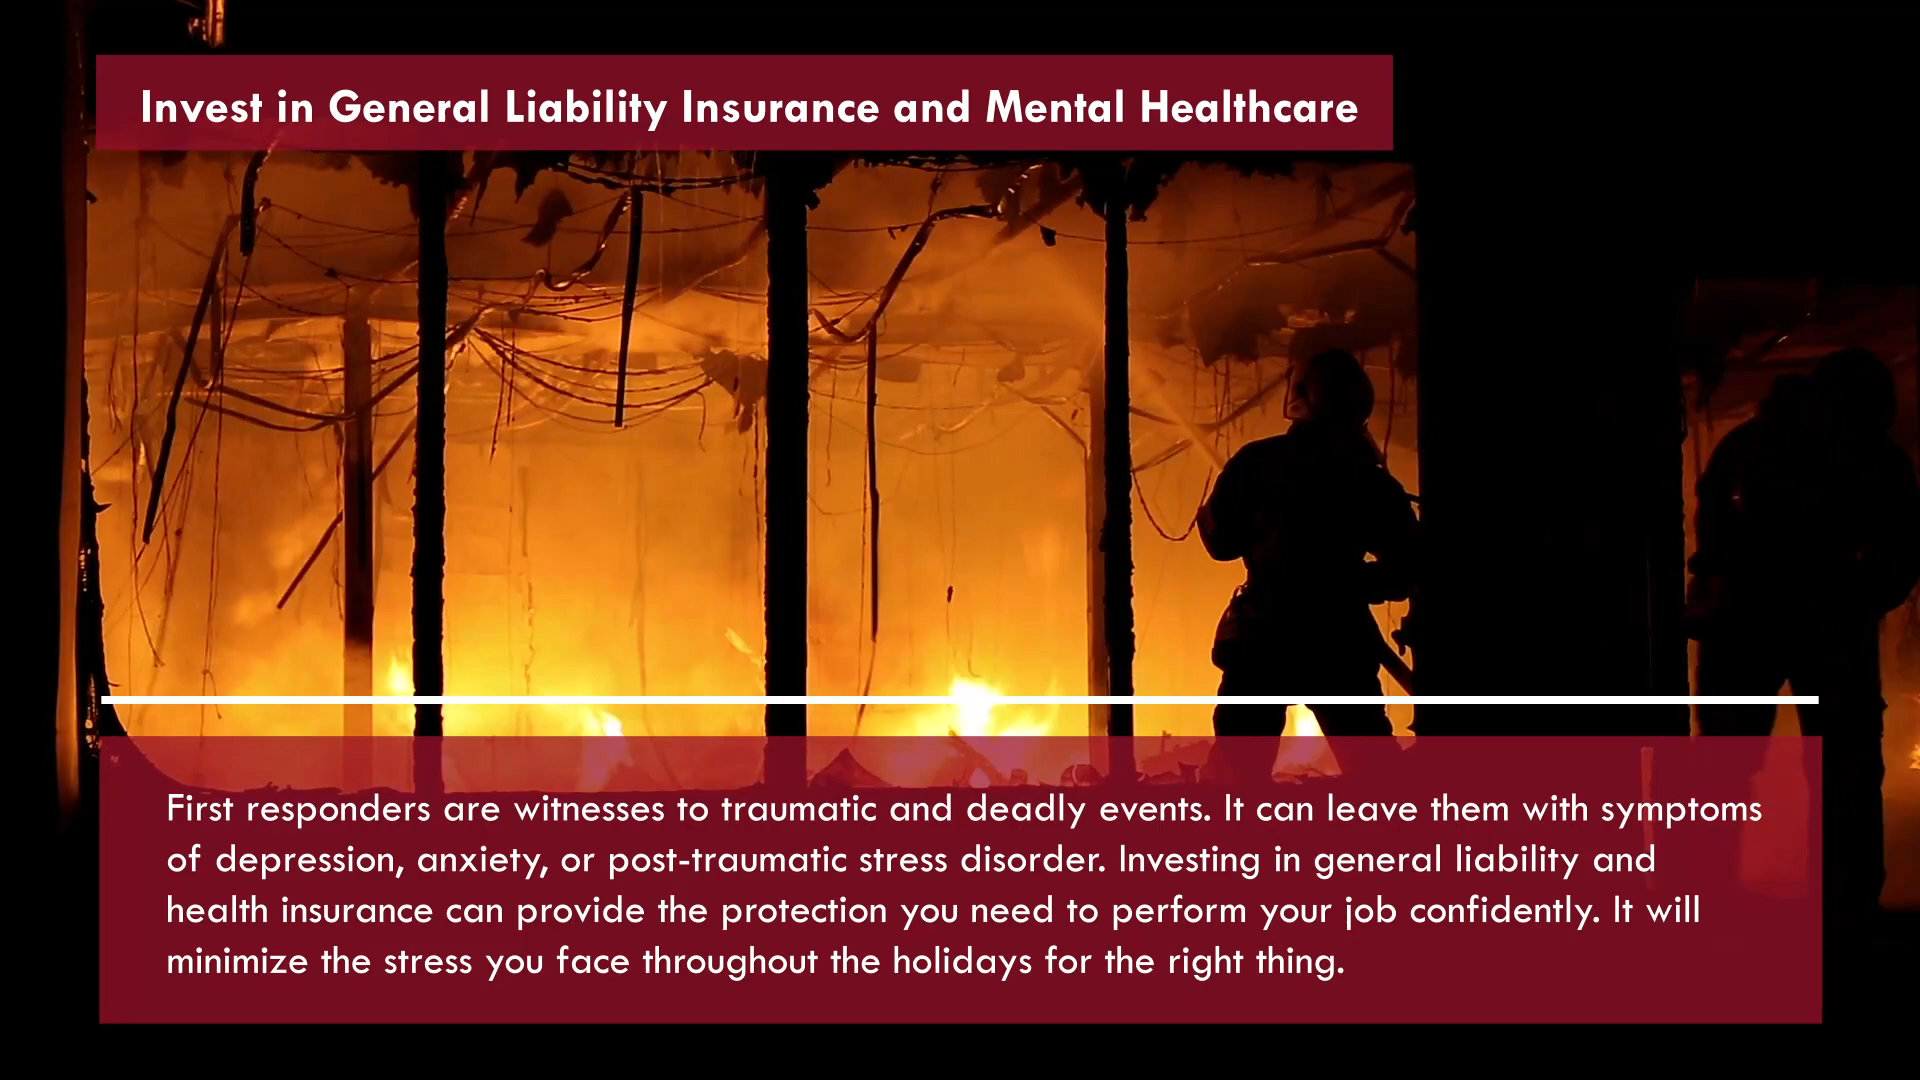 Invest in General Liability Insurance and Mental Healthcare
First responders are witnesses to traumatic and deadly events. It can leave them with symptoms
of depression, anxiety, or post-traumatic stress disorder. Investing in general liability and
health insurance can provide the protection you need to perform your job confidently. It will
minimize the stress you face throughout the holidays for the right thing.